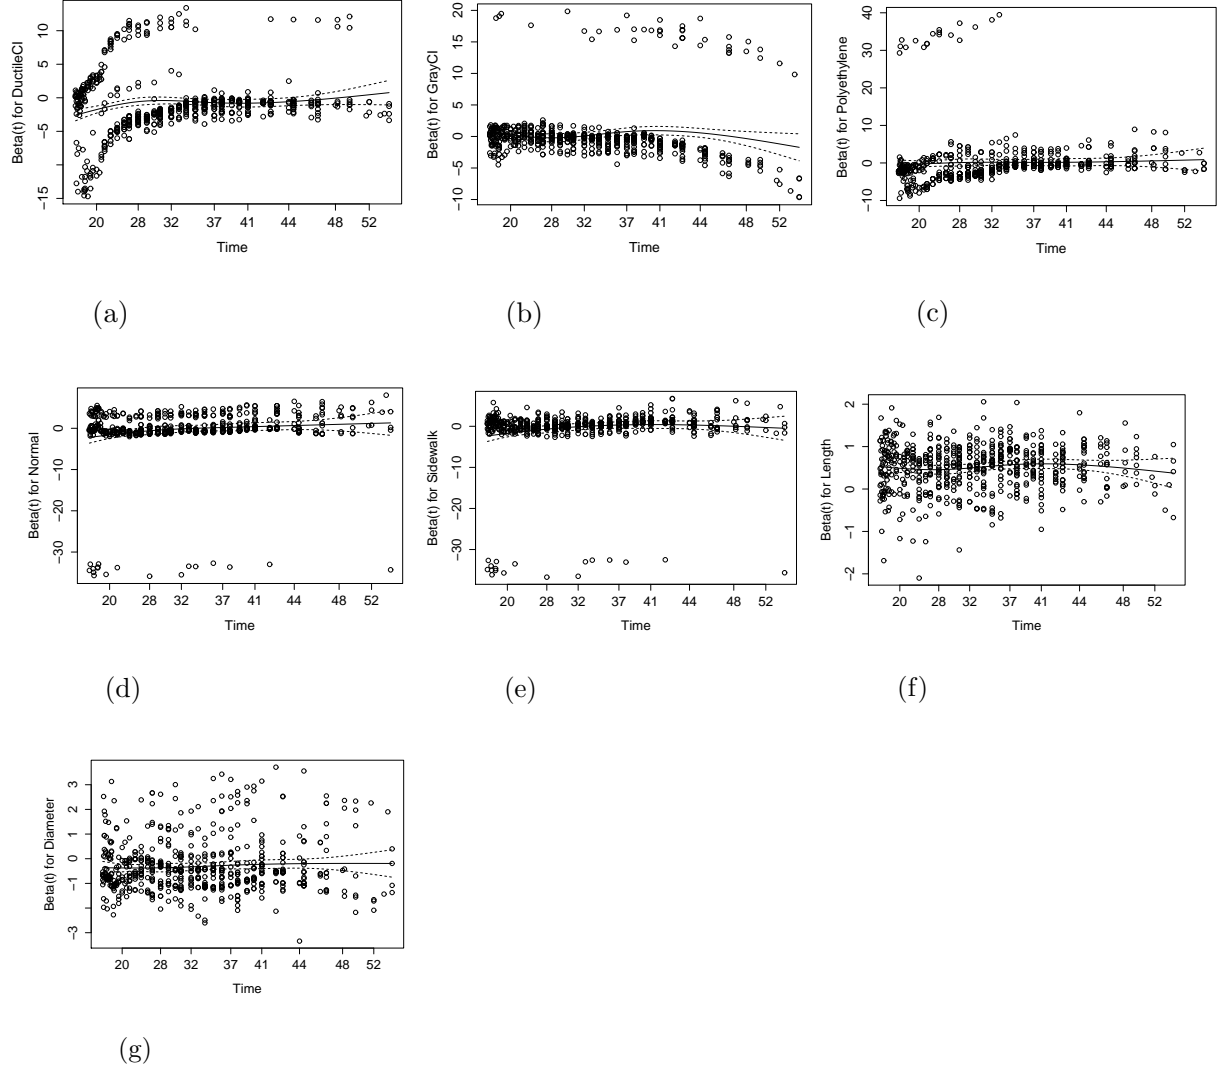 Beta(t) for DuctileCI
10
5
0
−5
−15
20 28 32 37 41 44 48 52
Time
(a)
Beta(t) for GrayCI
20
15
10
5
0
−5
−10
20 28 32 37 41 44 48 52
Time
(b)
Beta(t) for Polyethylene
40
30
20
10
0
−10
20 28 32 37 41 44 48 52
Time
(c)
Beta(t) for Normal
0
−10
−20
−30
20 28 32 37 41 44 48 52
Time
(d)
Beta(t) for Sidewalk
0
−10
−20
−30
20 28 32 37 41 44 48 52
Time
(e)
Beta(t) for Length
2
1
0
−1
−2
20 28 32 37 41 44 48 52
Time
(f)
Beta(t) for Diameter
3
2
1
0
−1
−3
20 28 32 37 41 44 48 52
Time
(g)